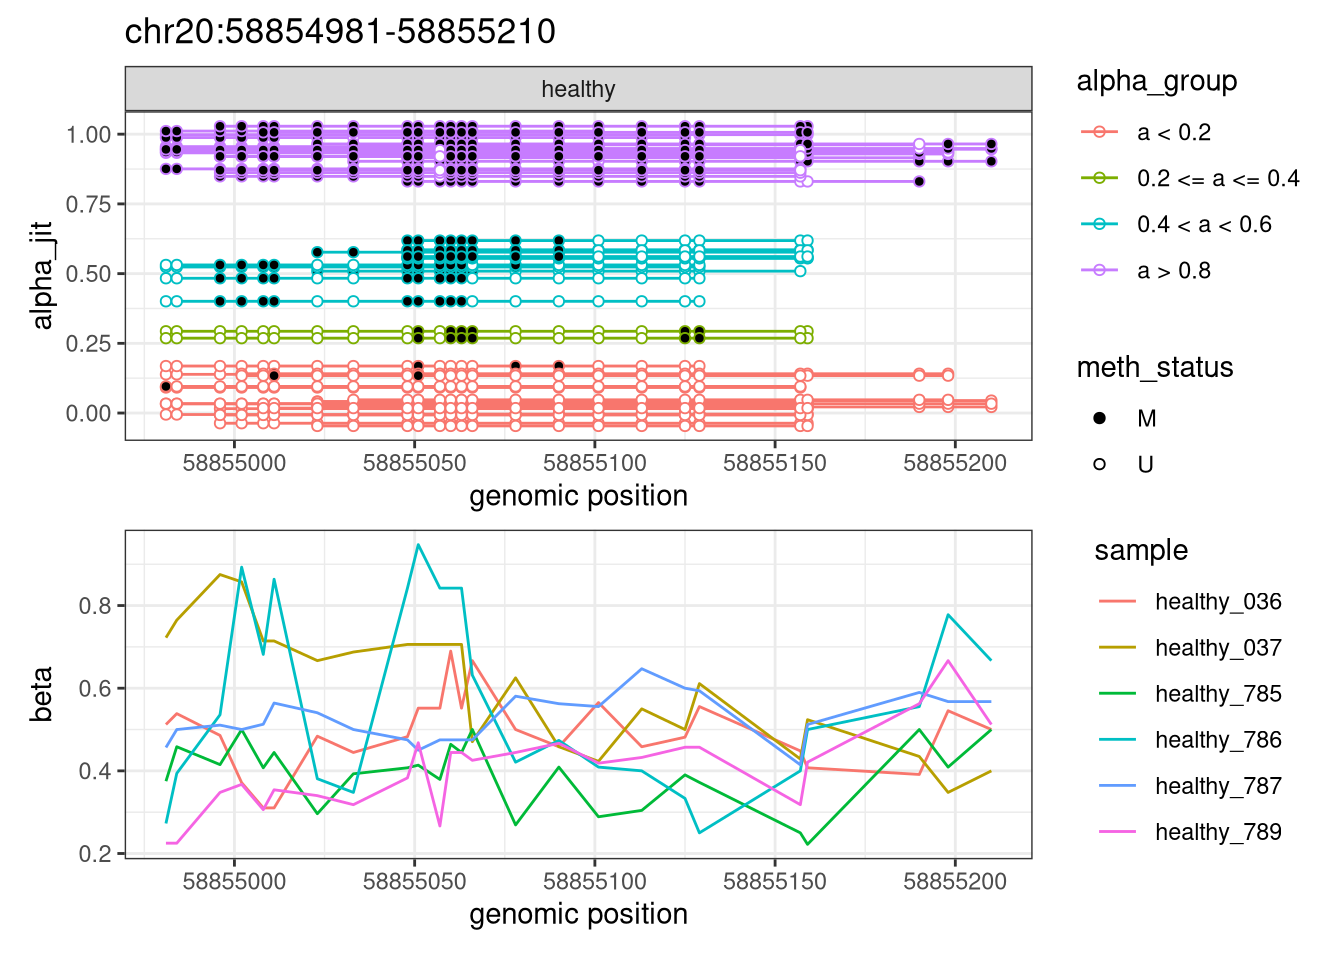 chr20:58854981-58855210
healthy
alpha_jit
1.00
0.75
0.50
0.25
0.00
58855000 58855050 58855100 58855150 58855200
genomic position
alpha_group
a < 0.2
0.2 <= a <= 0.4
0.4 < a < 0.6
a > 0.8
meth_status
M
U
beta
0.8
0.6
0.4
0.2
58855000 58855050 58855100 58855150 58855200
genomic position
sample
healthy_036
healthy_037
healthy_785
healthy_786
healthy_787
healthy_789